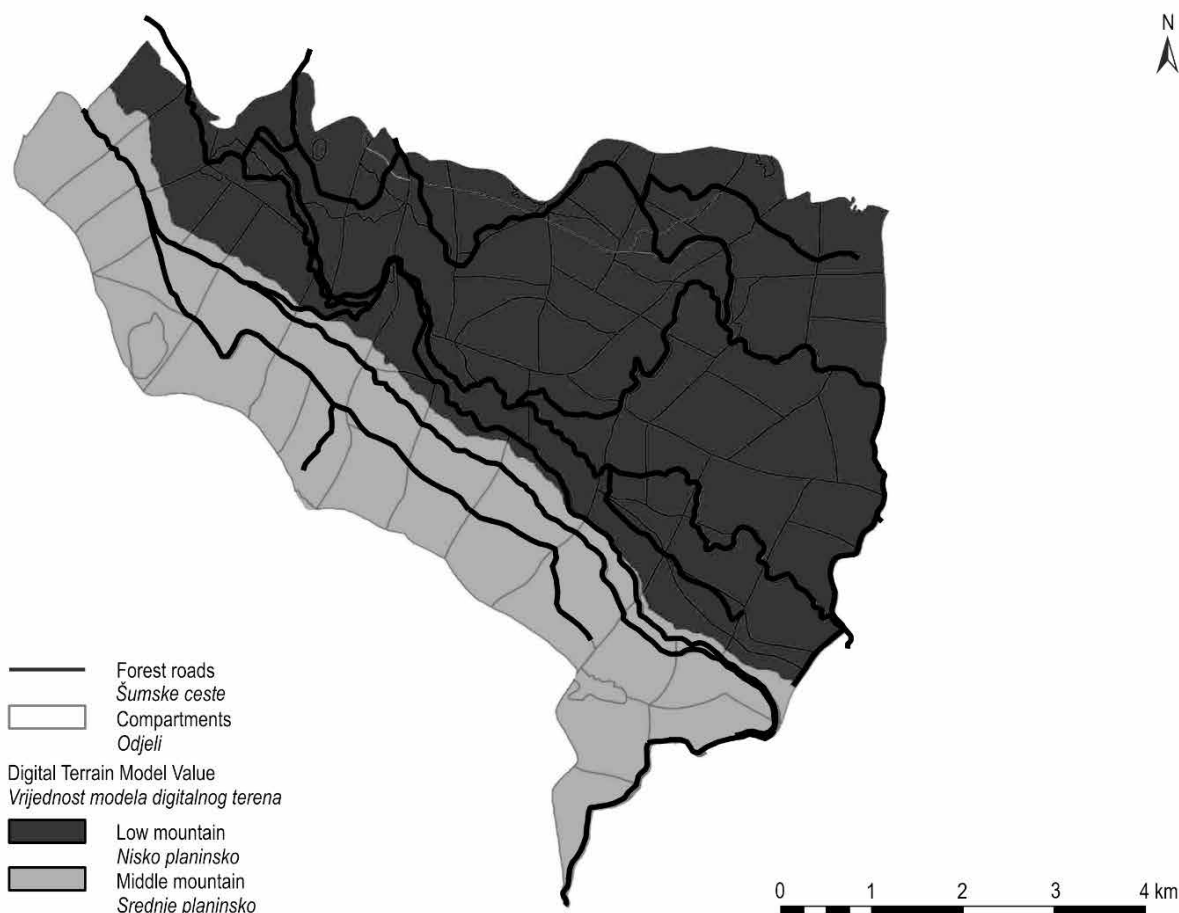 N
Forest roads
Šumske ceste
Compartments
Odjeli
Digital Terrain Model Value
Vrijednost modela digitalnog terena
Low mountain
Nisko planinsko
Middle mountain
Srednje planinsko
0 1 2 3 4 km